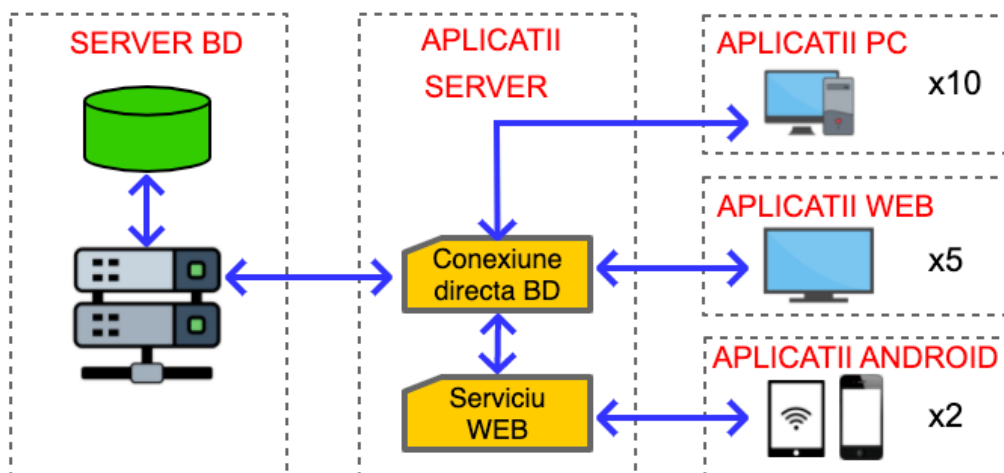 SERVER BD
APLICATII
SERVER
Conexiune
directa BD
Serviciu
WEB
APLICATII PC
x10
APLICATII WEB
x5
APLICATII ANDROID
x2